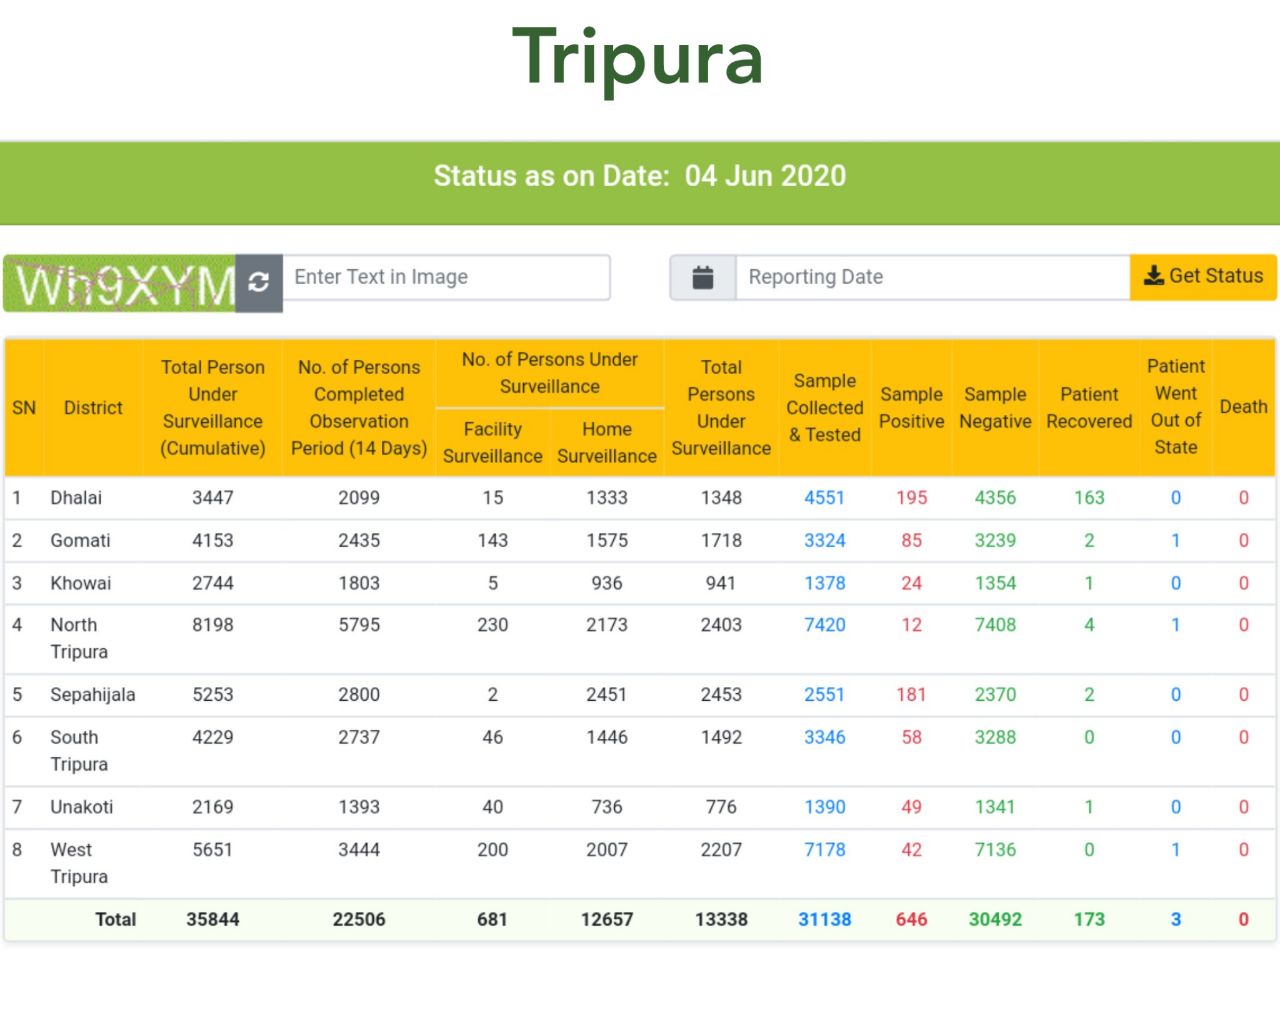 Tripura
Status as on Date: 04 Jun 2020
Wh9XYM Enter Text in Image Reporting Date Get Status
SN District Total Person Under Surveillance (Cumulative) No. of Persons Completed Observation Period (14 Days) No. of Persons Under Surveillance Facility Surveillance Home Surveillance Total Persons Under Surveillance Sample Collected & Tested Sample Positive Sample Negative Patient Recovered Patient Went Out of State Death
1 Dhalai 3447 2099 15 1333 1348 4551 195 4356 163 0 0
2 Gomati 4153 2435 143 1575 1718 3324 85 3239 2 1 0
3 Khowai 2744 1803 5 936 941 1378 24 1354 1 0 0
4 North Tripura 8198 5795 230 2173 2403 7420 12 7408 4 1 0
5 Sepahijala 5253 2800 2 2451 2453 2551 181 2370 2 0 0
6 South Tripura 4229 2737 46 1446 1492 3346 58 3288 0 0 0
7 Unakoti 2169 1393 40 736 776 1390 49 1341 1 0 0
8 West Tripura 5651 3444 200 2007 2207 7178 42 7136 0 1 0
Total 35844 22506 681 12657 13338 31138 646 30492 173 3 0